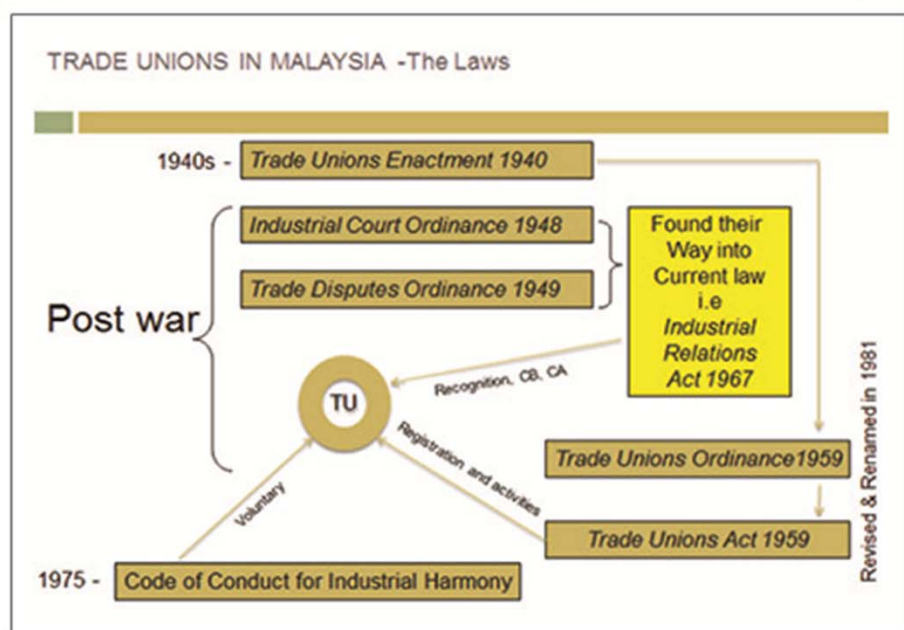 TRADE UNIONS IN MALAYSIA -The Laws
1940s -
Trade Unions Enactment 1940
Post war
Industrial Court Ordinance 1948
Trade Disputes Ordinance 1949
Found their
Way into
Current law
i.e
Industrial
Relations
Act 1967
Recognition, CB, CA
TU
Registration and activities
Voluntary
Trade Unions Ordinance1959
Trade Unions Act 1959
Revised & Renamed in 1981
1975 -
Code of Conduct for Industrial Harmony